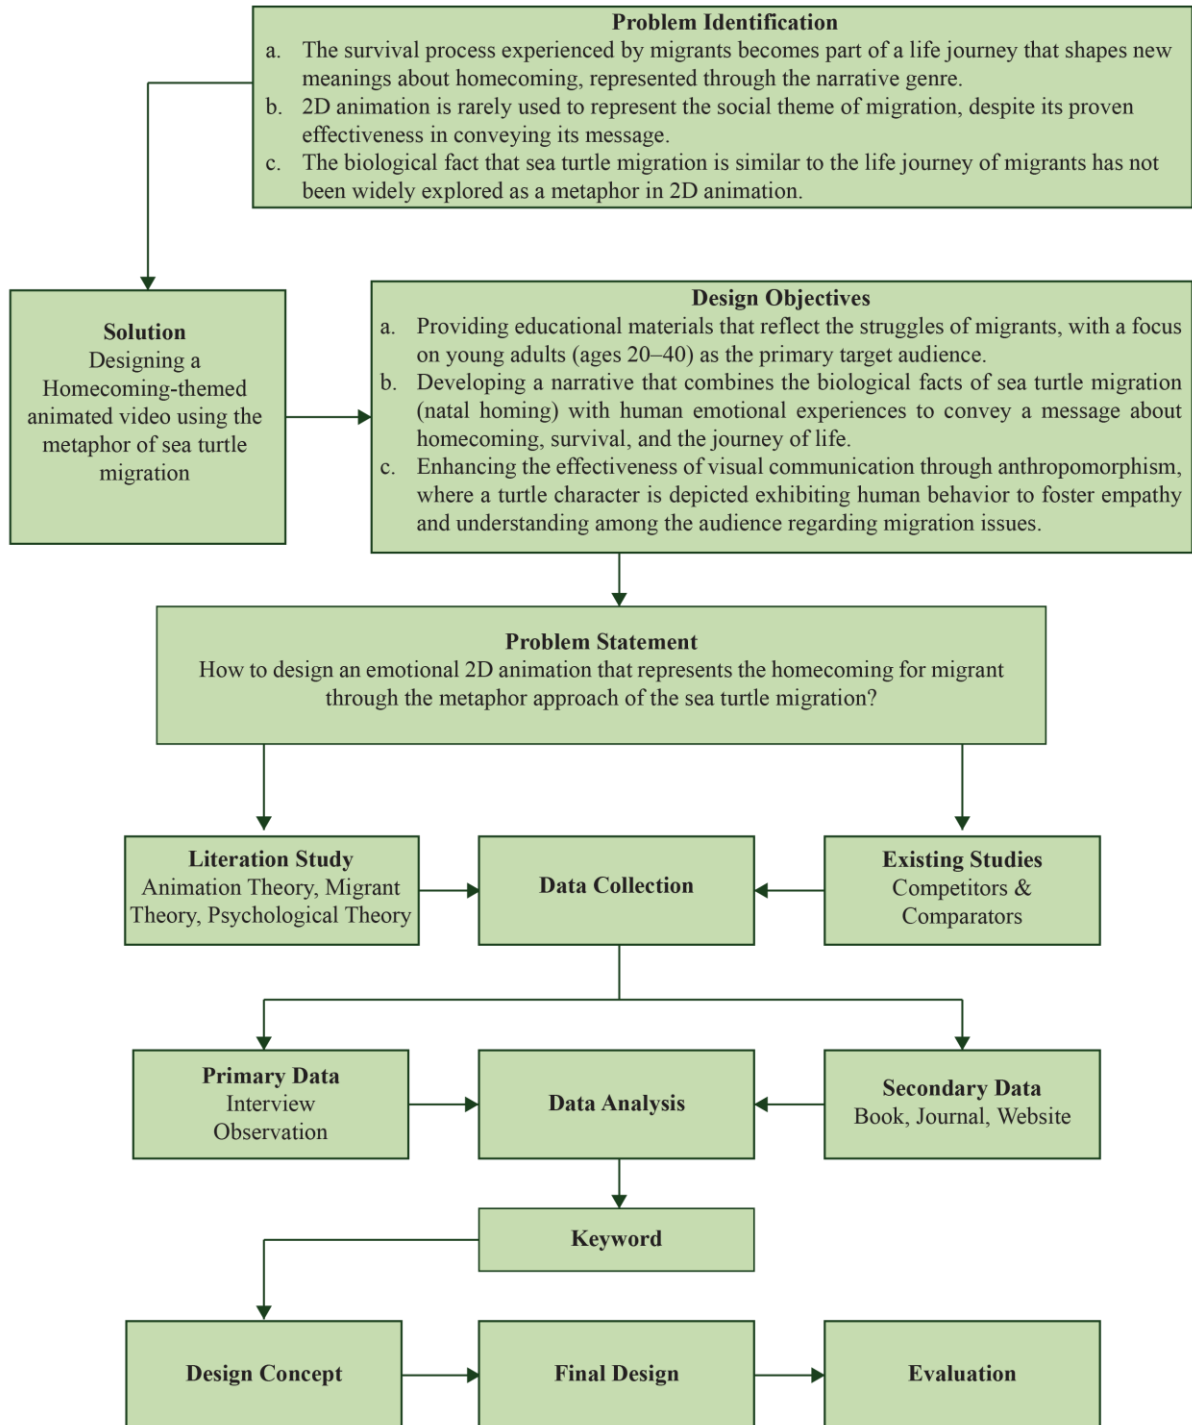 Problem Identification
a. The survival process experienced by migrants becomes part of a life journey that shapes new
meanings about homecoming, represented through the narrative genre.
b. 2D animation is rarely used to represent the social theme of migration, despite its proven
effectiveness in conveying its message.
c. The biological fact that sea turtle migration is similar to the life journey of migrants has not
been widely explored as a metaphor in 2D animation.
Solution
Designing a
Homecoming-themed
animated video using the
metaphor of sea turtle
migration
Design Objectives
a. Providing educational materials that reflect the struggles of migrants, with a focus
on young adults (ages 20–40) as the primary target audience.
b. Developing a narrative that combines the biological facts of sea turtle migration
(natal homing) with human emotional experiences to convey a message about
homecoming, survival, and the journey of life.
c. Enhancing the effectiveness of visual communication through anthropomorphism,
where a turtle character is depicted exhibiting human behavior to foster empathy
and understanding among the audience regarding migration issues.
Problem Statement
How to design an emotional 2D animation that represents the homecoming for migrant
through the metaphor approach of the sea turtle migration?
Literation Study
Animation Theory, Migrant
Theory, Psychological Theory
Data Collection
Existing Studies
Competitors &
Comparators
Primary Data
Interview
Observation
Data Analysis
Secondary Data
Book, Journal, Website
Keyword
Design Concept
Final Design
Evaluation